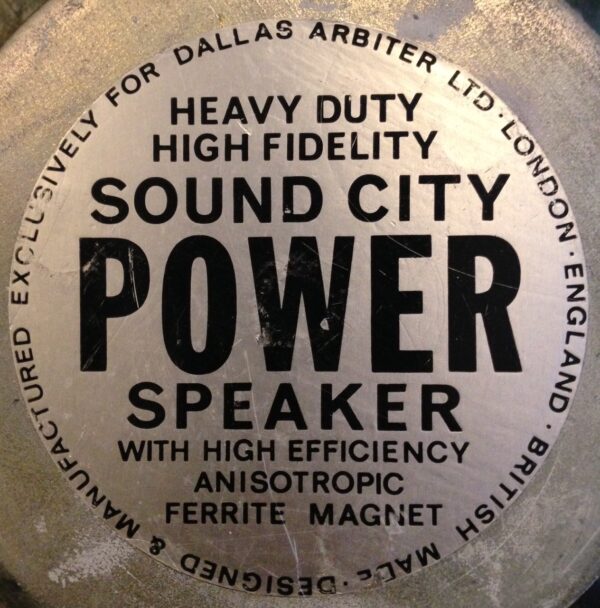 DESIGNED & MANUFACTURED EXCLUSIVELY FOR DALLAS ARBITER LTD · LONDON · ENGLAND · BRITISH MADE ·
HEAVY DUTY
HIGH FIDELITY
SOUND CITY
POWER
SPEAKER
WITH HIGH EFFICIENCY
ANISOTROPIC
FERRITE MAGNET